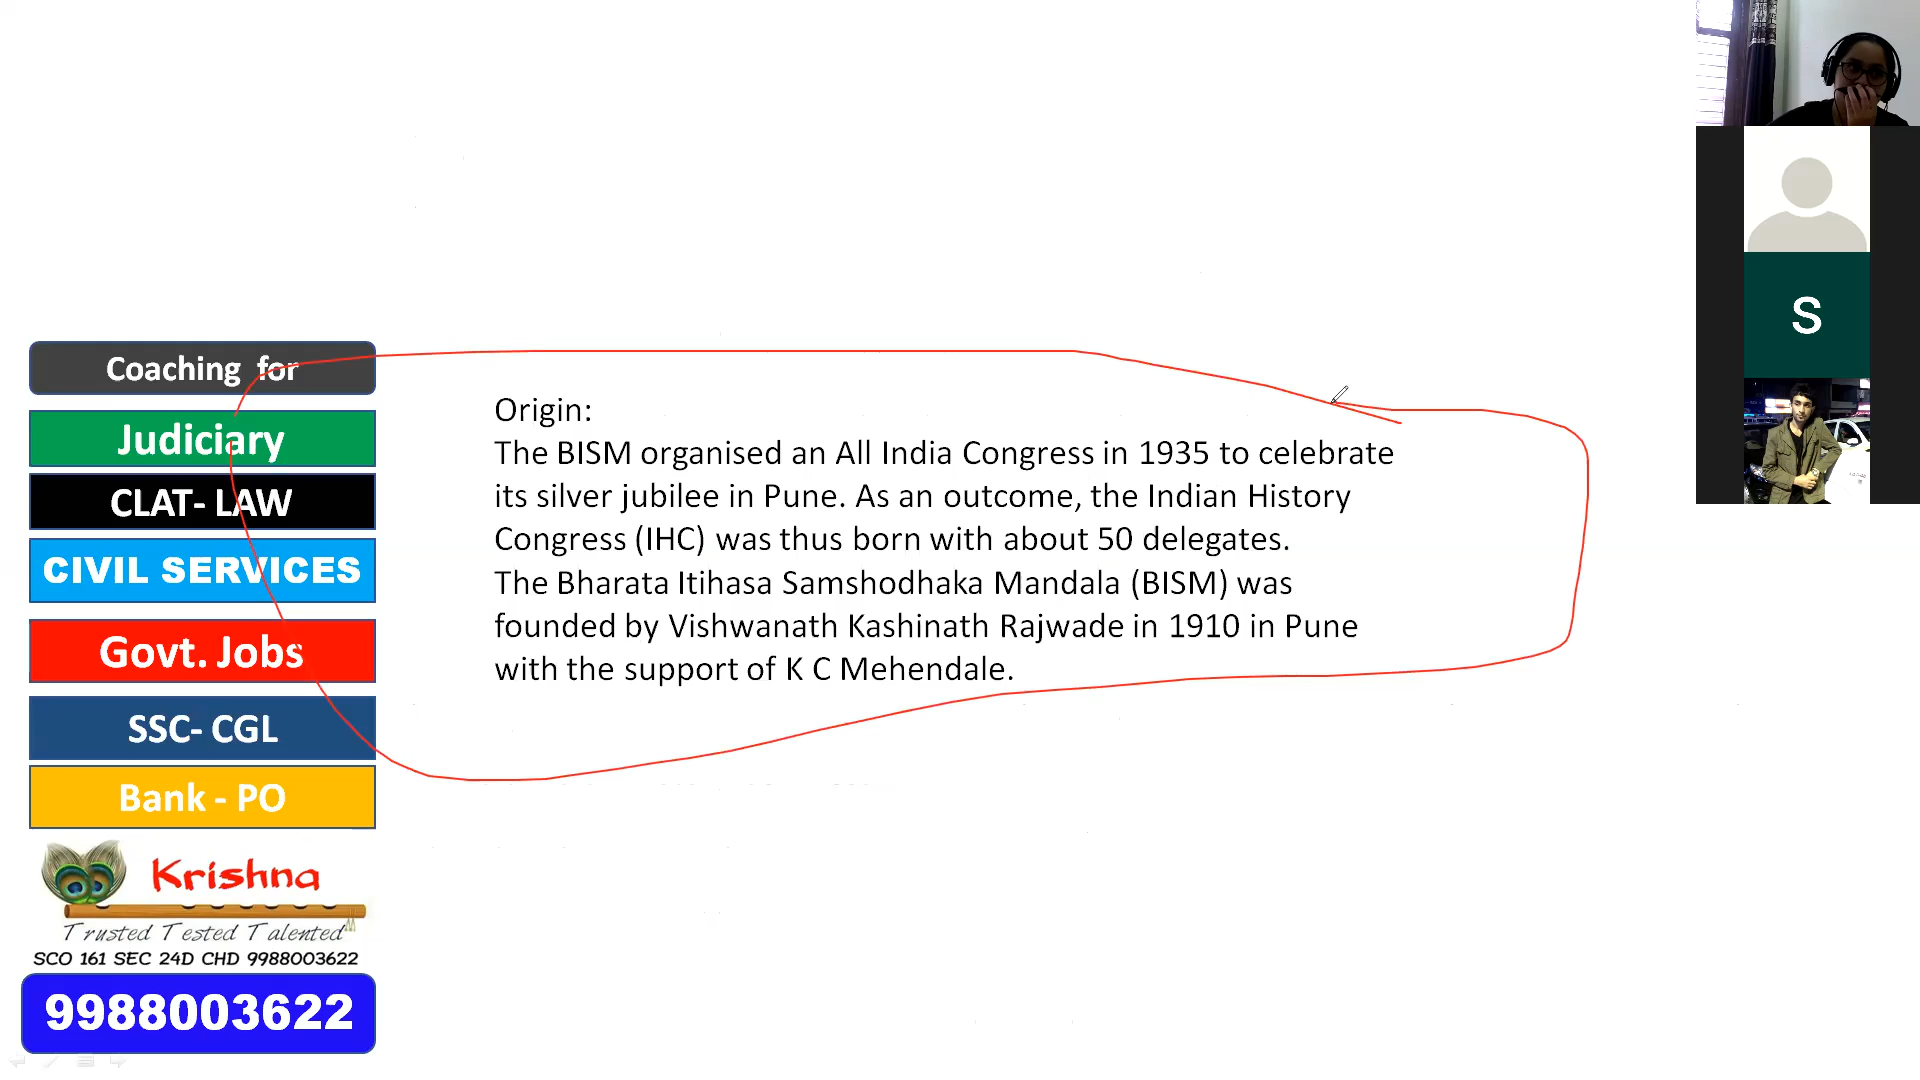 Coaching for
Judiciary
CLAT- LAW
CIVIL SERVICES
Govt. Jobs
SSC- CGL
Bank - PO
Krishna
Trusted Tested Talented
SCO 161 SEC 24D CHD 9988003622
9988003622
Origin:
The BISM organised an All India Congress in 1935 to celebrate
its silver jubilee in Pune. As an outcome, the Indian History
Congress (IHC) was thus born with about 50 delegates.
The Bharata Itihasa Samshodhaka Mandala (BISM) was
founded by Vishwanath Kashinath Rajwade in 1910 in Pune
with the support of K C Mehendale.
S